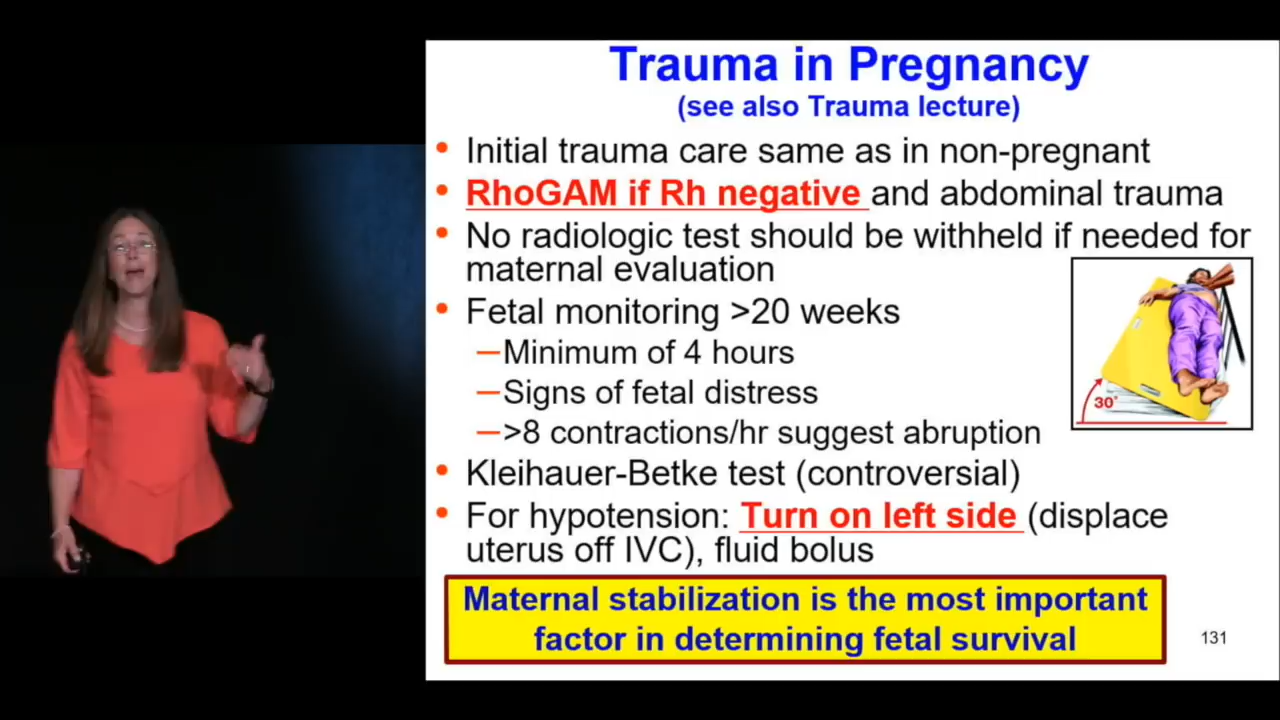 Trauma in Pregnancy
(see also Trauma lecture)
• Initial trauma care same as in non-pregnant
• RhoGAM if Rh negative and abdominal trauma
• No radiologic test should be withheld if needed for
maternal evaluation
• Fetal monitoring >20 weeks
–Minimum of 4 hours
–Signs of fetal distress
–>8 contractions/hr suggest abruption
• Kleihauer-Betke test (controversial)
• For hypotension: Turn on left side (displace
uterus off IVC), fluid bolus
30°
Maternal stabilization is the most important
factor in determining fetal survival
131